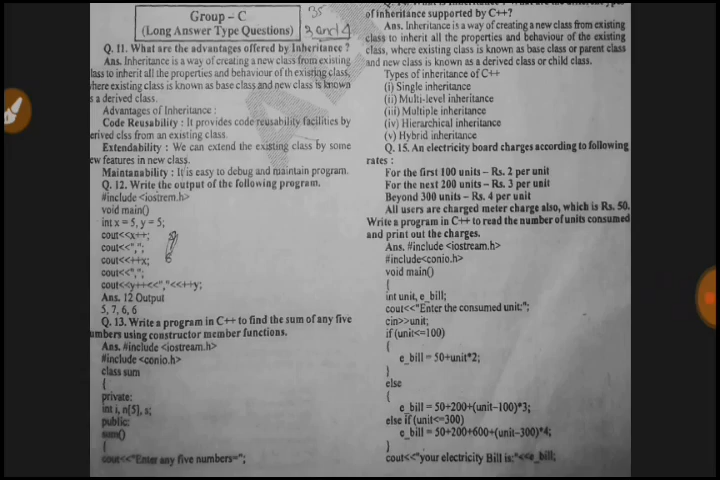 Group – C
(Long Answer Type Questions)
35
3 and 4
Q. 11. What are the advantages offered by Inheritance ?
Ans. Inheritance is a way of creating a new class from existing
lass to inherit all the properties and behaviour of th existing class,
here existing class is known as base class and new class is known
s a derived class.
Advantages of Inheritance :
Code Reusability : It provides code reusability facilities by
erived clss from an existing class.
Extendability : We can extend the existing class by some
ew features in new class.
Maintanability : It is easy to debug and maintain program.
Q. 12. Write the output of the following program.
#include <iostrem.h>
void main()
int x = 5, y = 5;
cout<<x++;
cout<<",";
cout<<++x;
cout<<",";
cout<<y++<<","<<++y;
Ans. 12 Output
5, 7, 6, 6
Q. 13. Write a program in C++ to find the sum of any five
umbers using constructor member functions.
Ans. #include <iostream.h>
#include <conio.h>
class sum
{
private:
int i, n[5], s;
public:
sum()
{
cout<<"Enter any five numbers=";
of inheritance supported by C++?
Ans. Inheritance is a way of creating a new class from existing
class to inherit all the properties and behaviour of the existing
class, where existing class is known as base class or parent class
and new class is known as a derived class or child class.
Types of inheritance of C++
(i) Single inheritance
(ii) Multi-level inheritance
(iii) Multiple inheritance
(iv) Hierarchical inheritance
(v) Hybrid inheritance
Q. 15. An electricity board charges according to following
rates :
For the first 100 units – Rs. 2 per unit
For the next 200 units – Rs. 3 per unit
Beyond 300 units – Rs. 4 per unit
All users are charged meter charge also, which is Rs. 50.
Write a program in C++ to read the number of units consumed
and print out the charges.
Ans. #include <iostream.h>
#include<conio.h>
void main()
{
int unit, e_bill;
cout<<"Enter the consumed unit:";
cin>>unit;
if (unit<=100)
{
e_bill = 50+unit*2;
}
else
{
e_bill = 50+200+(unit–100)*3;
else if (unit<=300)
e_bill = 50+200+600+(unit–300)*4;
}
cout<<"your electricity Bill is:"<<e_bill;